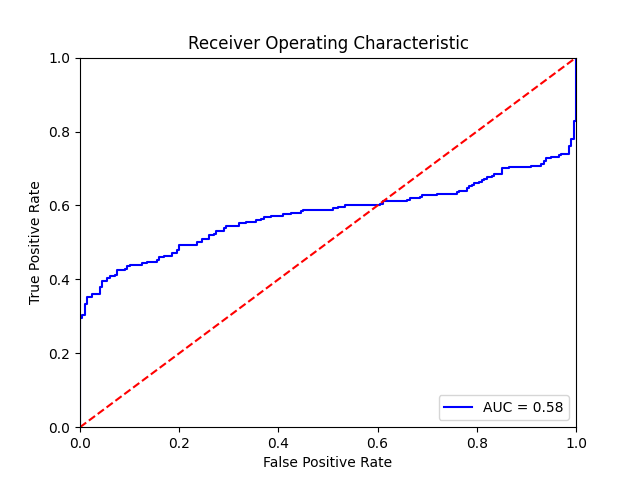 Receiver Operating Characteristic
True Positive Rate
1.0
0.8
0.6
0.4
0.2
0.0
AUC = 0.58
0.0 0.2 0.4 0.6 0.8 1.0
False Positive Rate